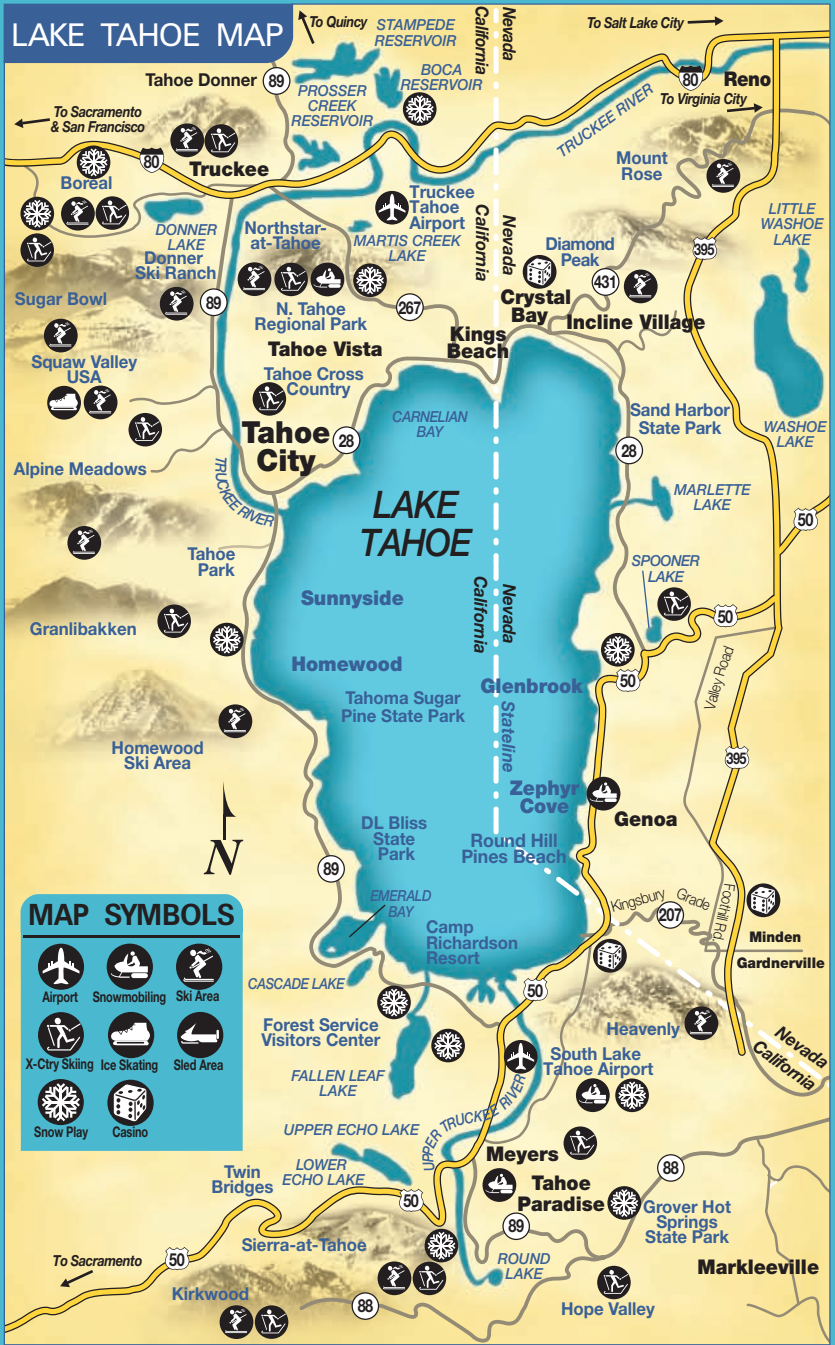 LAKE TAHOE MAP
To Quincy
STAMPEDE
RESERVOIR
Nevada
California
To Salt Lake City
Tahoe Donner
89
BOCA
RESERVOIR
PROSSER
CREEK
RESERVOIR
80
Reno
To Virginia City
To Sacramento
& San Francisco
TRUCKEE RIVER
80
Truckee
Boreal
Mount
Rose
Truckee
Tahoe
Airport
DONNER
LAKE
Northstar-
at-Tahoe
MARTIS CREEK
LAKE
Nevada
California
LITTLE
WASHOE
LAKE
Donner
Ski Ranch
Diamond
Peak
395
Sugar Bowl
89
N. Tahoe
Regional Park
267
Crystal
Bay
431
Incline Village
Kings
Beach
Squaw Valley
USA
Tahoe Vista
Tahoe Cross
Country
CARNELIAN
BAY
Sand Harbor
State Park
WASHOE
LAKE
Tahoe
City
28
28
Alpine Meadows
TRUCKEE
RIVER
LAKE
TAHOE
MARLETTE
LAKE
50
Tahoe
Park
SPOONER
LAKE
Sunnyside
Nevada
California
Granlibakken
50
Homewood
Valley Road
Glenbrook
50
Tahoma Sugar
Pine State Park
Stateline
Homewood
Ski Area
395
Zephyr
Cove
Genoa
N
DL Bliss
State
Park
Round Hill
Pines Beach
89
EMERALD
BAY
Kingsbury Grade
207
Foothill Rd.
Minden
Gardnerville
Camp
Richardson
Resort
CASCADE LAKE
50
Forest Service
Visitors Center
Heavenly
Nevada
California
South Lake
Tahoe Airport
FALLEN LEAF
LAKE
UPPER TRUCKEE RIVER
UPPER ECHO LAKE
Meyers
LOWER
ECHO LAKE
88
Twin
Bridges
50
Tahoe
Paradise
Grover Hot
Springs
State Park
89
Sierra-at-Tahoe
50
To Sacramento
ROUND
LAKE
Markleeville
Kirkwood
88
Hope Valley
MAP SYMBOLS
Airport
Snowmobiling
Ski Area
X-Ctry Skiing
Ice Skating
Sled Area
Snow Play
Casino